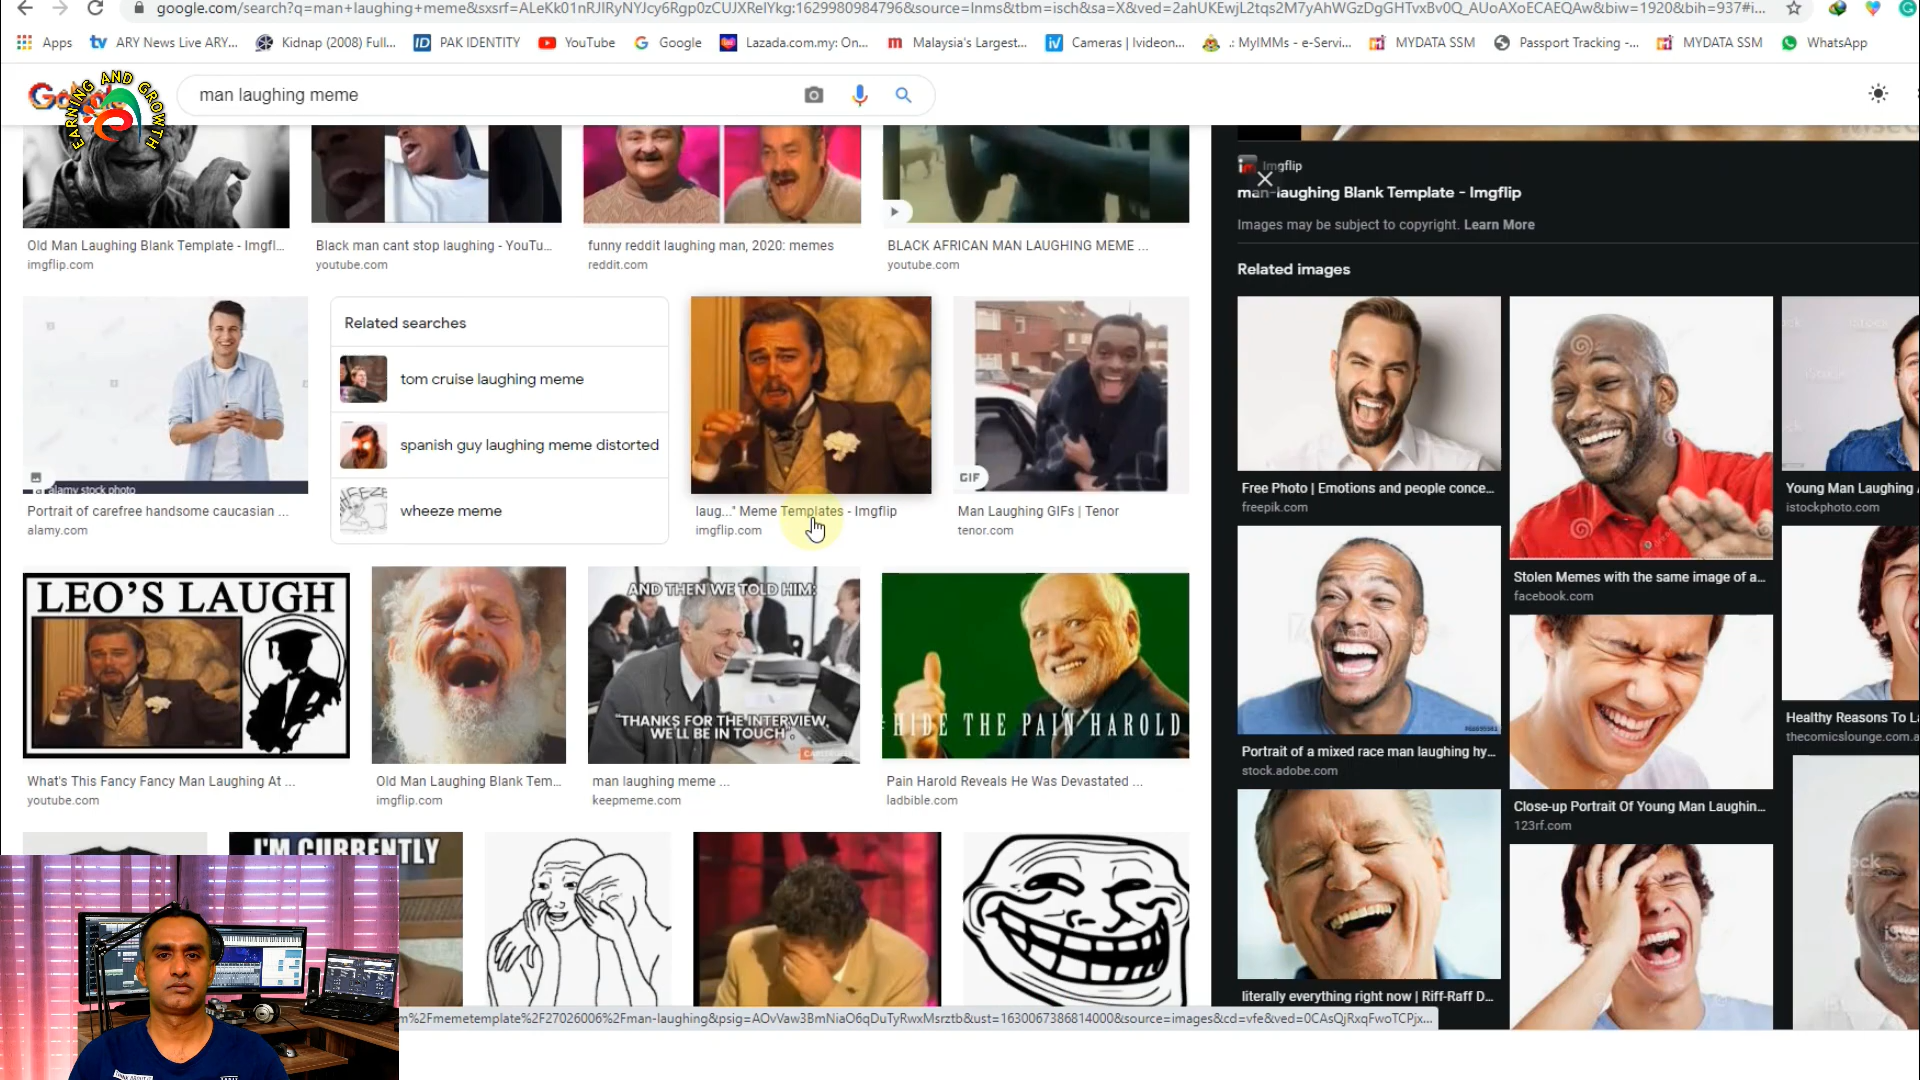 google.com/search?q=man+laughing+meme&sxsrf=ALeKk01nRJIRyNYJcy6Rgp0zCUJXRelYkg:1629980984796&source=lnms&tbm=isch&sa=X&ved=2ahUKEwjL2tqs2M7yAhWGzDgGHTvxBv0Q_AUoAXoECAEQAw&biw=1920&bih=937#i...
Apps
ARY News Live ARY...
Kidnap (2008) Full...
PAK IDENTITY
YouTube
Google
Lazada.com.my: On...
Malaysia's Largest...
Cameras | Ivideon...
.: MyIMMs - e-Servi...
MYDATA SSM
Passport Tracking -...
MYDATA SSM
WhatsApp
EARNING AND GROWTH
man laughing meme
Old Man Laughing Blank Template - Imgfl...
imgflip.com
Black man cant stop laughing - YouTu...
youtube.com
funny reddit laughing man, 2020: memes
reddit.com
BLACK AFRICAN MAN LAUGHING MEME ...
youtube.com
alamy stock photo
Portrait of carefree handsome caucasian ...
alamy.com
Related searches
tom cruise laughing meme
spanish guy laughing meme distorted
wheeze meme
laug..." Meme Templates - Imgflip
imgflip.com
GIF
Man Laughing GIFs | Tenor
tenor.com
LEO'S LAUGH
What's This Fancy Fancy Man Laughing At ...
youtube.com
Old Man Laughing Blank Tem...
imgflip.com
AND THEN WE TOLD HIM:
"THANKS FOR THE INTERVIEW,
WE'LL BE IN TOUCH"
man laughing meme ...
keepmeme.com
HIDE THE PAIN HAROLD
Pain Harold Reveals He Was Devastated ...
ladbible.com
I'M CURRENTLY
Imgflip
man-laughing Blank Template - Imgflip
Images may be subject to copyright. Learn More
Related images
Free Photo | Emotions and people conce...
freepik.com
Stolen Memes with the same image of a...
facebook.com
Young Man Laughing
istockphoto.com
Portrait of a mixed race man laughing hy...
stock.adobe.com
Close-up Portrait Of Young Man Laughin...
123rf.com
Healthy Reasons To
thecomicslounge.com.a
literally everything right now | Riff-Raff D...
m%2Fmemetemplate%2F27026006%2Fman-laughing&psig=AOvVaw3BmNiaO6qDuTyRwxMsrztb&ust=1630067386814000&source=images&cd=vfe&ved=0CAsQjRxqFwoTCPjx...